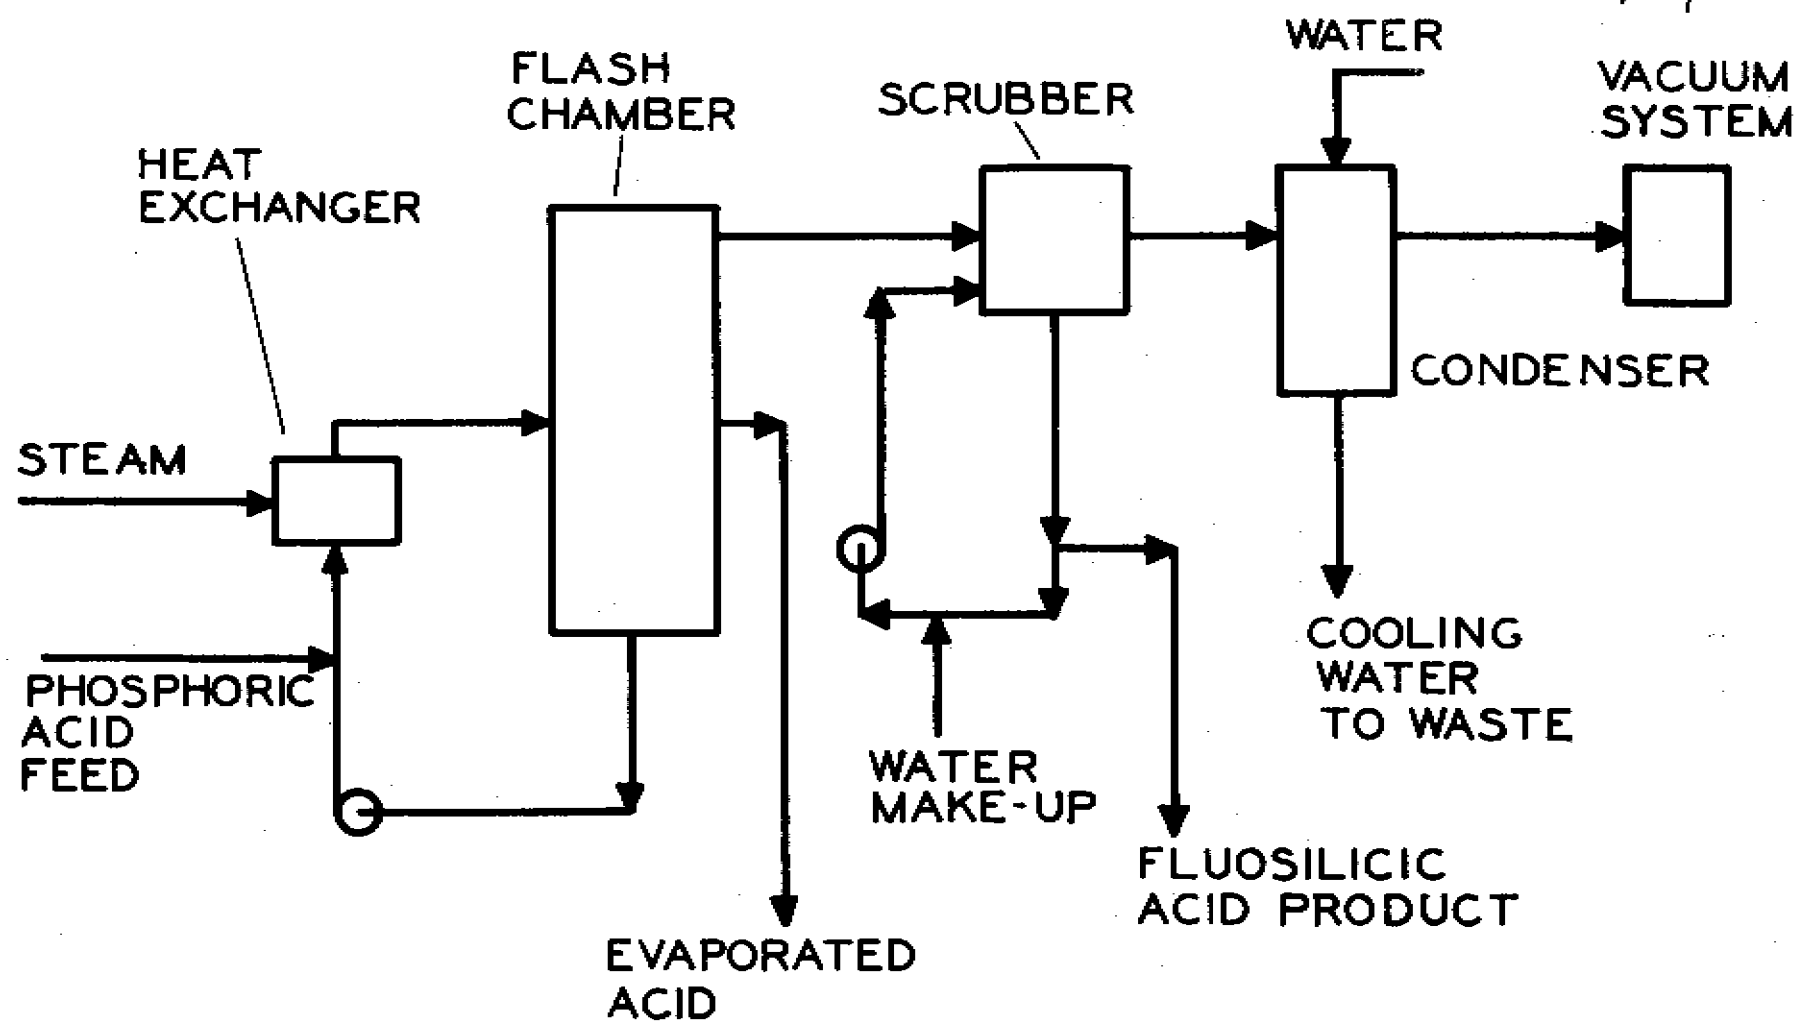 WATER
FLASH
CHAMBER
SCRUBBER
VACUUM
SYSTEM
HEAT
EXCHANGER
CONDENSER
STEAM
PHOSPHORIC
ACID
FEED
COOLING
WATER
TO WASTE
WATER
MAKE-UP
FLUOSILICIC
ACID PRODUCT
EVAPORATED
ACID